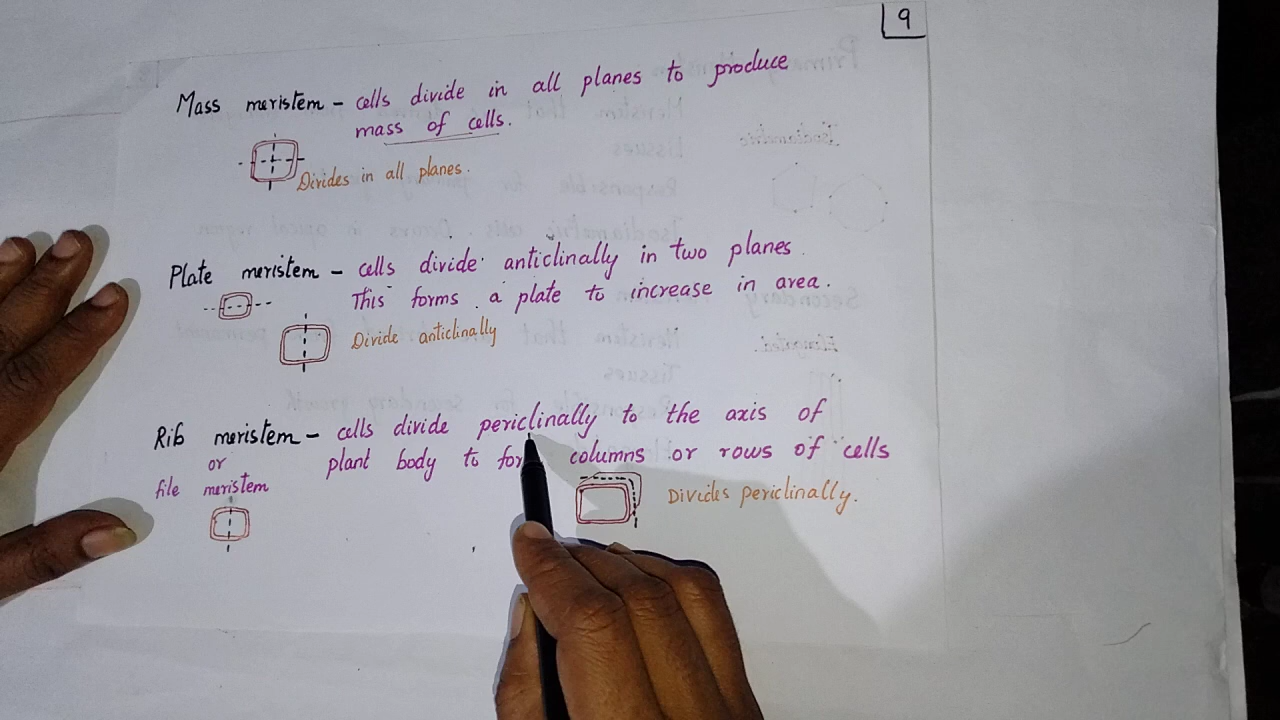 9
Mass meristem - cells divide in all planes to produce
mass of cells.
Divides in all planes.
Plate meristem - cells divide anticlinally in two planes.
This forms a plate to increase in area.
Divide anticlinally
Rib meristem - cells divide periclinally to the axis of
or plant body to columns or rows of cells
file meristem
Divides periclinally.